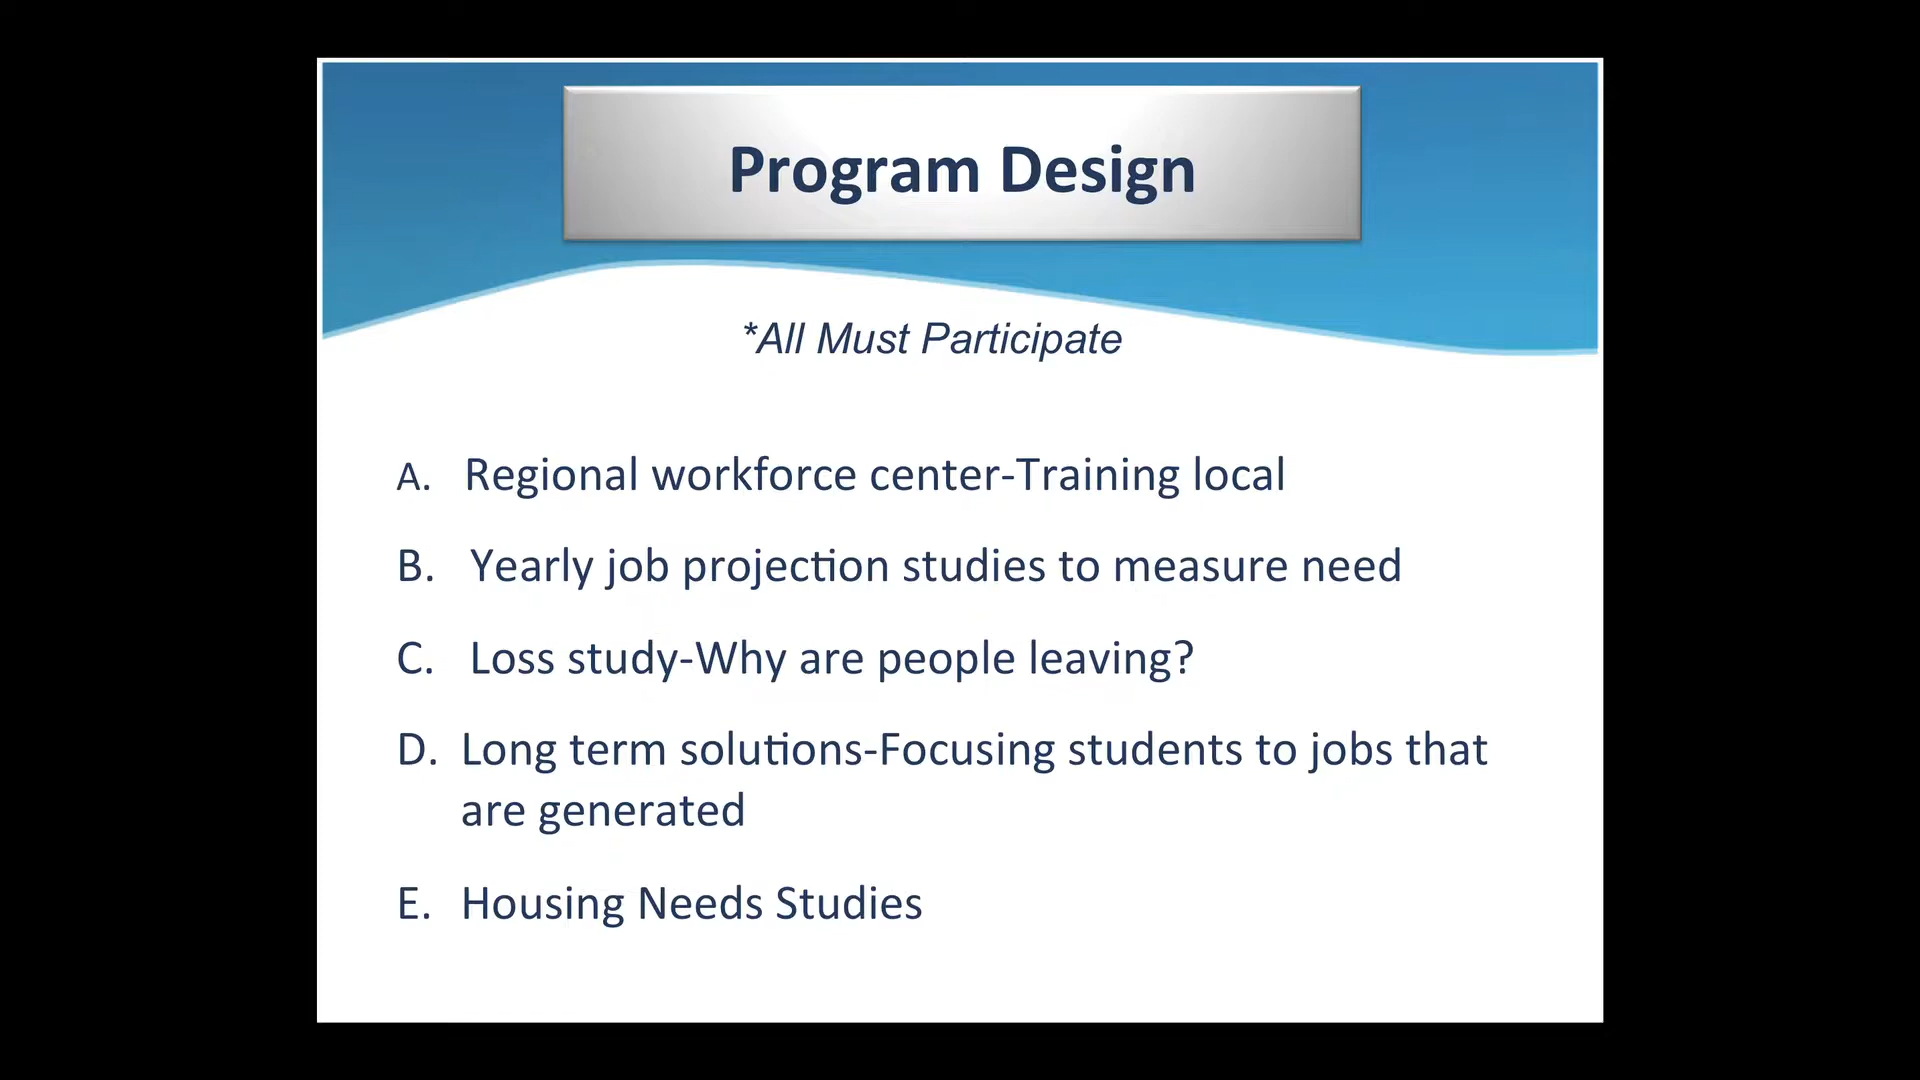 Program Design
*All Must Participate
A. Regional workforce center-Training local
B. Yearly job projection studies to measure need
C. Loss study-Why are people leaving?
D. Long term solutions-Focusing students to jobs that
are generated
E. Housing Needs Studies